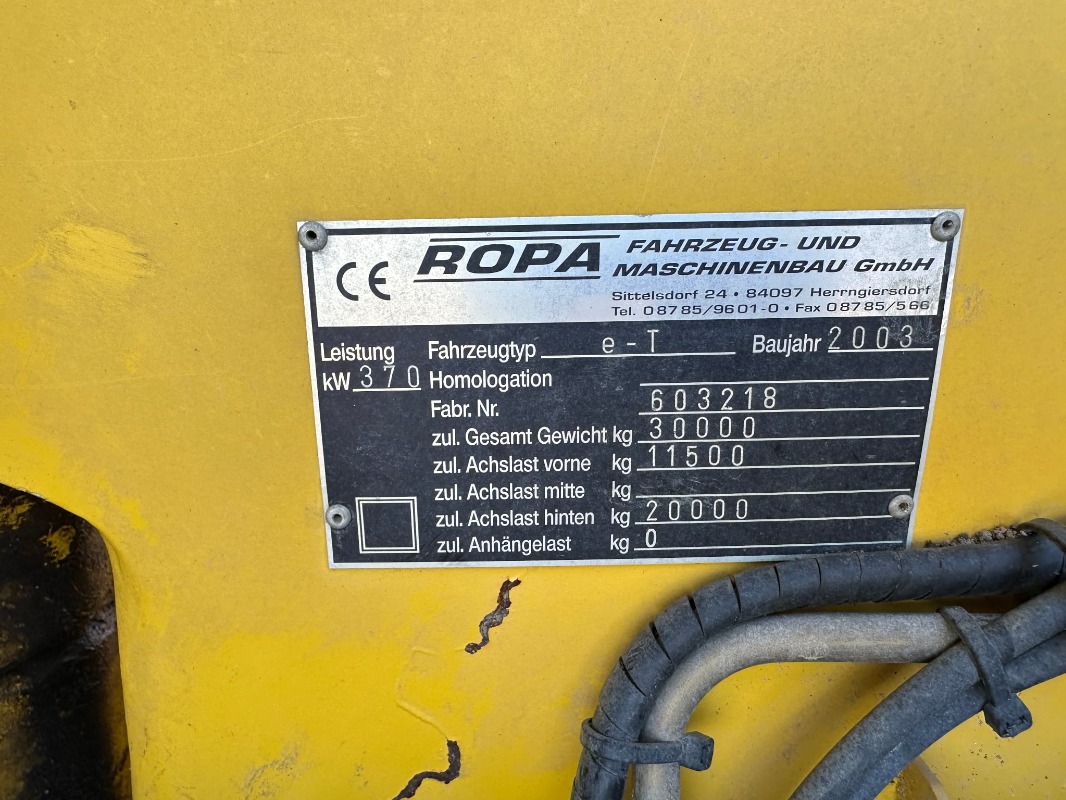 CE ROPA FAHRZEUG- UND
MASCHINENBAU GmbH
Sittelsdorf 24 • 84097 Herrngiersdorf
Tel. 08785/9601-0 • Fax 08785/566
Leistung
kW 370
Fahrzeugtyp e-T Baujahr 2003
Homologation
Fabr. Nr. 603218
zul. Gesamt Gewicht kg 30000
zul. Achslast vorne kg 11500
zul. Achslast mitte kg
zul. Achslast hinten kg 20000
zul. Anhängelast kg 0